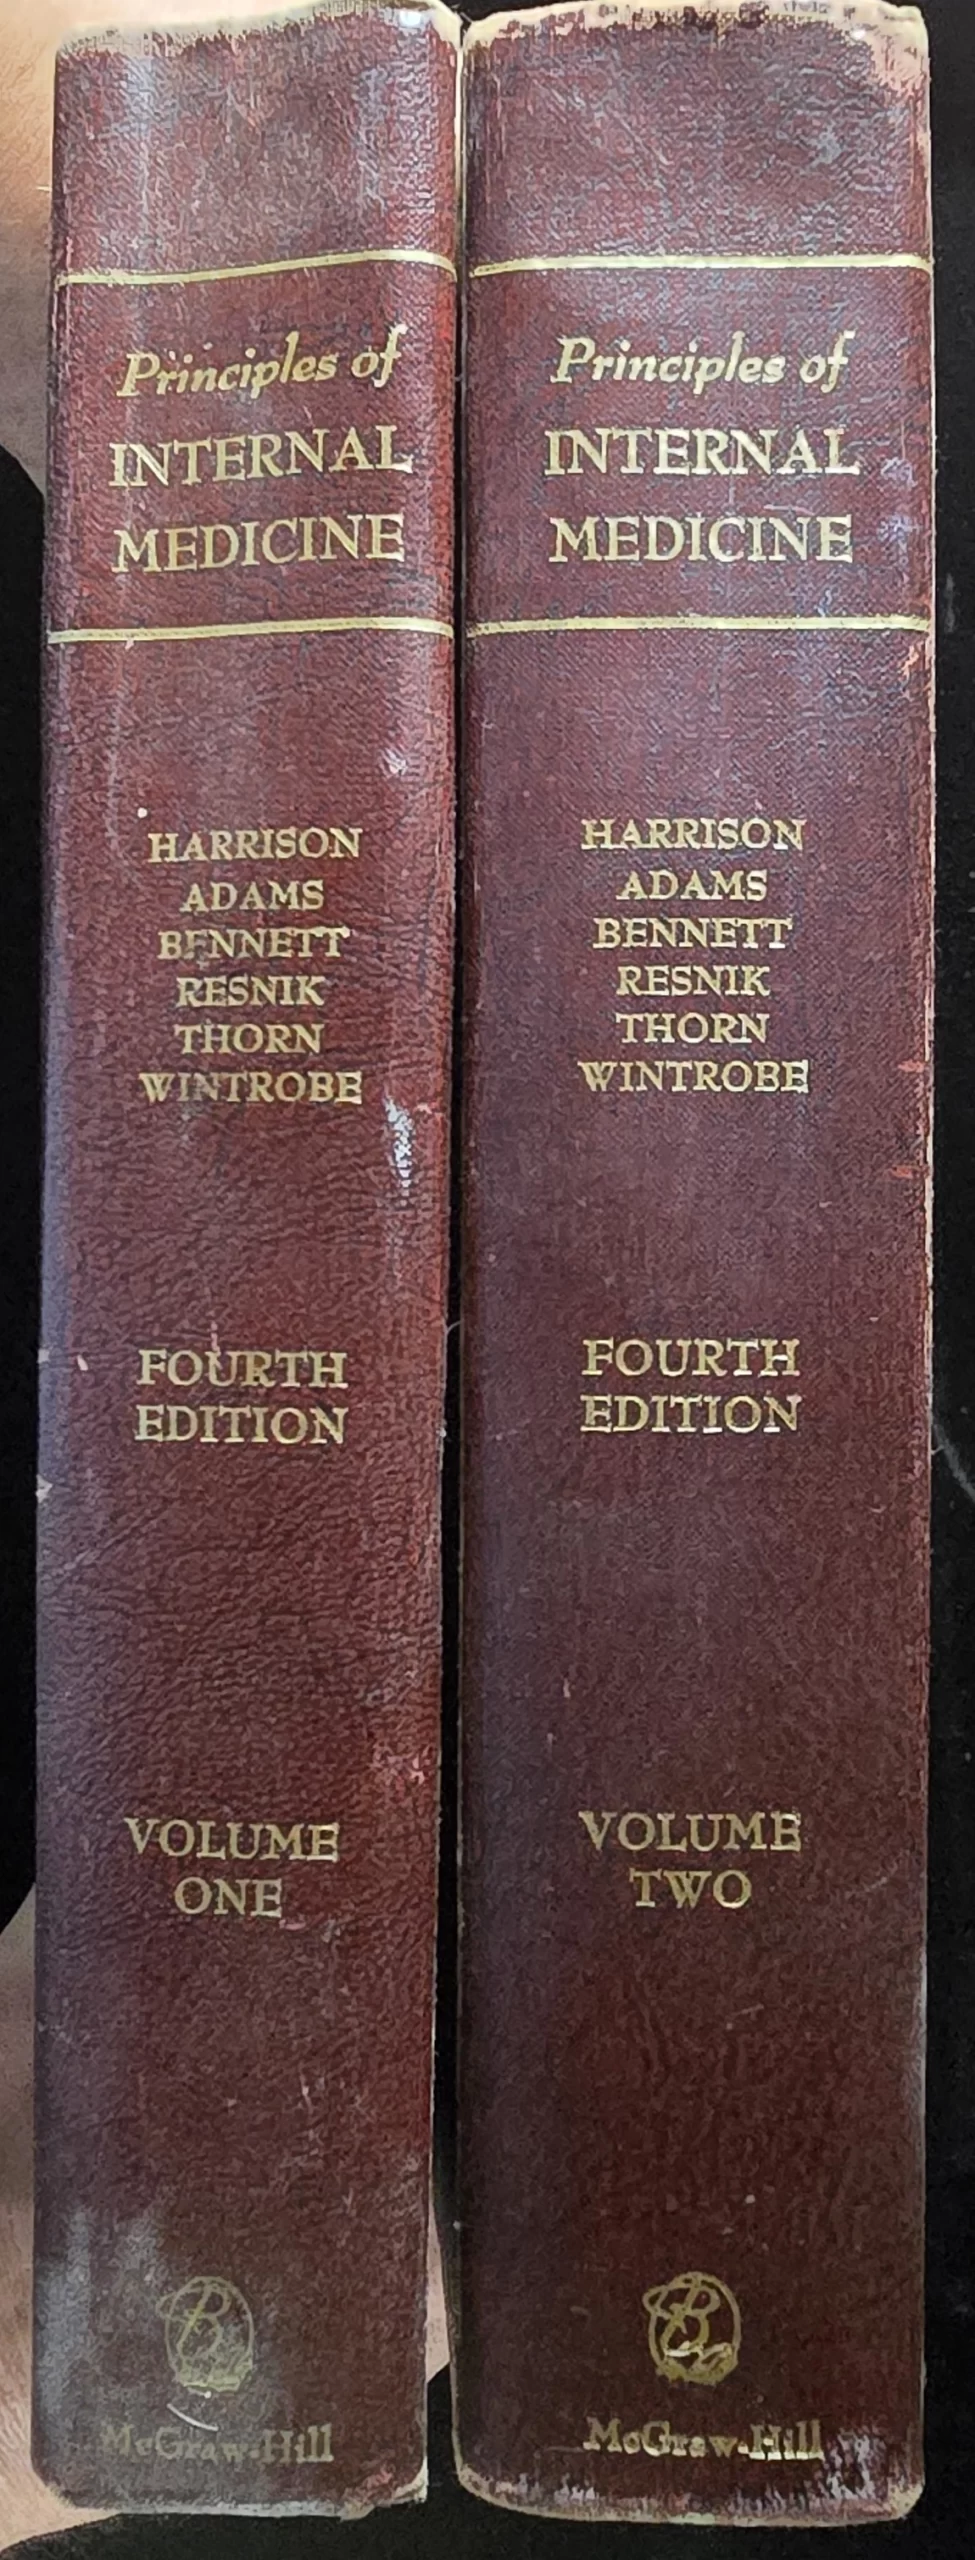 Principles of
INTERNAL
MEDICINE
HARRISON
ADAMS
BENNETT
RESNIK
THORN
WINTROBE
FOURTH
EDITION
VOLUME
ONE
B
McGraw-Hill
Principles of
INTERNAL
MEDICINE
HARRISON
ADAMS
BENNETT
RESNIK
THORN
WINTROBE
FOURTH
EDITION
VOLUME
TWO
B
McGraw-Hill